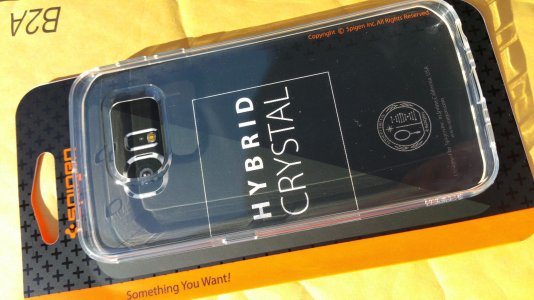 B2A
Copyright © Spigen Inc. All Rights Reserved.
HYBRID
CRYSTAL
spigen
Something You Want!